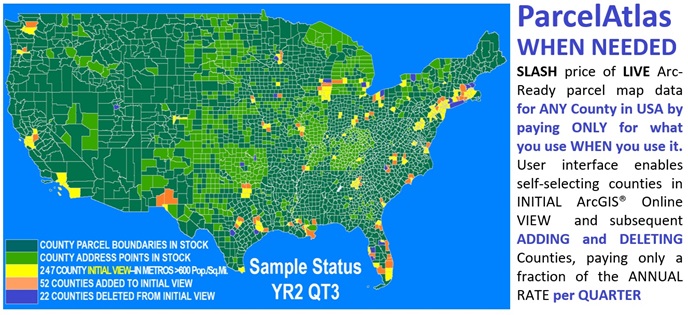 ParcelAtlas
WHEN NEEDED
SLASH price of LIVE Arc-
Ready parcel map data
for ANY County in USA by
paying ONLY for what
you use WHEN you use it.
User interface enables
self-selecting counties in
INITIAL ArcGIS® Online
VIEW and subsequent
ADDING and DELETING
Counties, paying only a
fraction of the ANNUAL
RATE per QUARTER
COUNTY PARCEL BOUNDARIES IN STOCK
COUNTY ADDRESS POINTS IN STOCK
247 COUNTY INITIAL VIEW--IN METROS >600 Pop./Sq.Mi.
52 COUNTIES ADDED TO INITIAL VIEW
22 COUNTIES DELETED FROM INITIAL VIEW
Sample Status
YR2 QT3